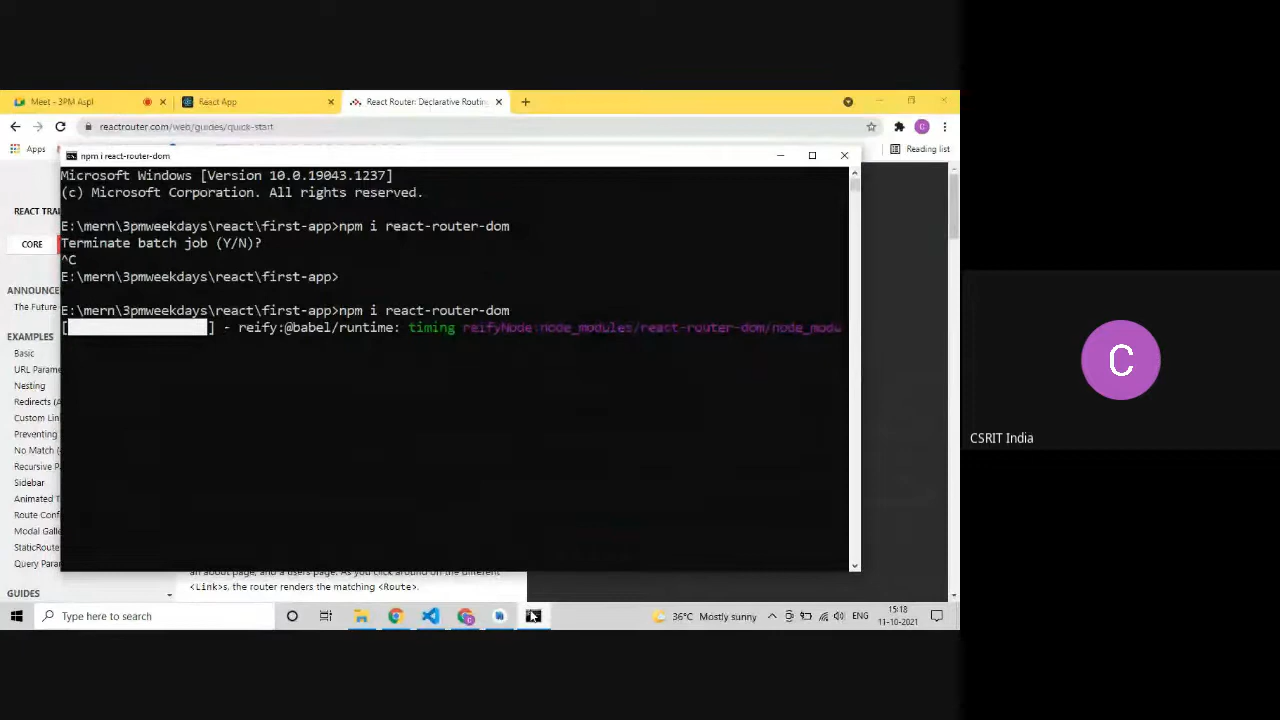 Meet - 3PM Aspl
React App
React Router: Declarative Routin
reactrouter.com/web/guides/quick-start
Apps
Reading list
npm i react-router-dom
Microsoft Windows [Version 10.0.19043.1237]
(c) Microsoft Corporation. All rights reserved.
E:\mern\3pmweekdays\react\first-app>npm i react-router-dom
Terminate batch job (Y/N)?
^C
E:\mern\3pmweekdays\react\first-app>
E:\mern\3pmweekdays\react\first-app>npm i react-router-dom
[ ] - reify:@babel/runtime: timing reifyNode:node_modules/react-router-dom/node_modu
REACT TRA
CORE
ANNOUNCE
The Future
EXAMPLES
Basic
URL Parame
Nesting
Redirects (A
Custom Lin
Preventing
No Match (
Recursive P
Sidebar
Animated T
Route Conf
Modal Galle
StaticRoute
Query Para
GUIDES
an about page, and a users page. As you click around on the different
<Link>s, the router renders the matching <Route>.
Type here to search
36°C Mostly sunny
ENG
15:18
11-10-2021
C
CSRIT India